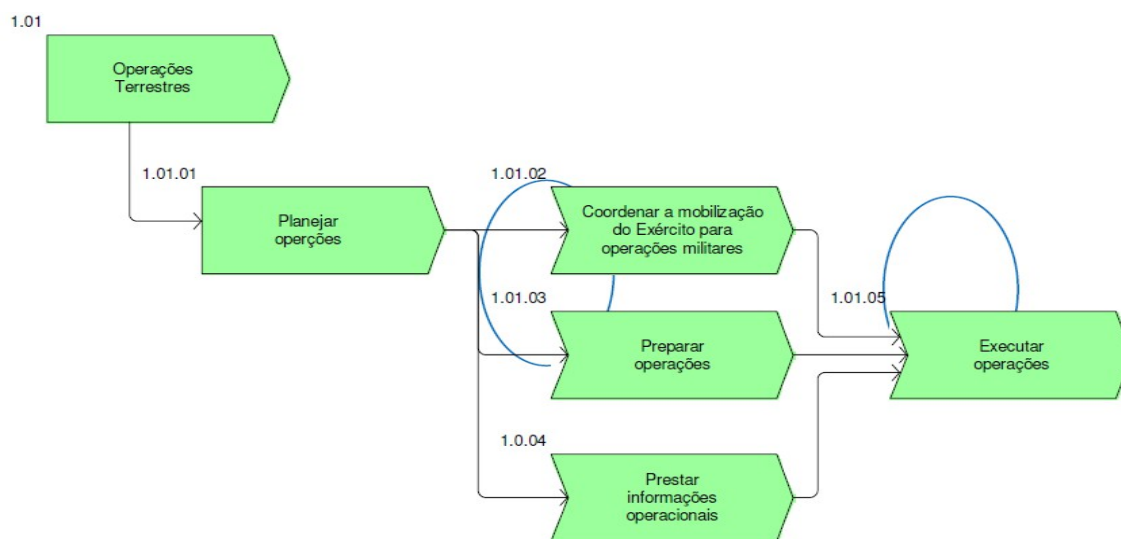 1.01
Operações
Terrestres
1.01.01
Planejar
operções
1.01.02
Coordenar a mobilização
do Exército para
operações militares
1.01.03
Preparar
operações
1.0.04
Prestar
informações
operacionais
1.01.05
Executar
operações